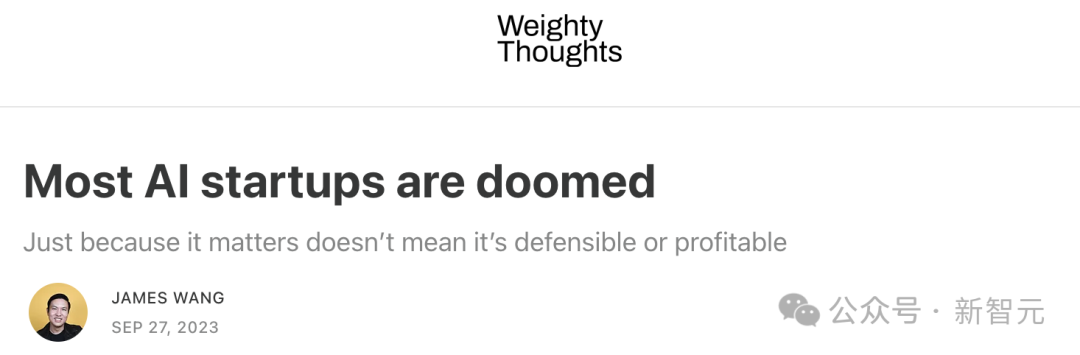 Weighty
Thoughts
Most AI startups are doomed
Just because it matters doesn’t mean it’s defensible or profitable
JAMES WANG
SEP 27, 2023
公众号 · 新智元